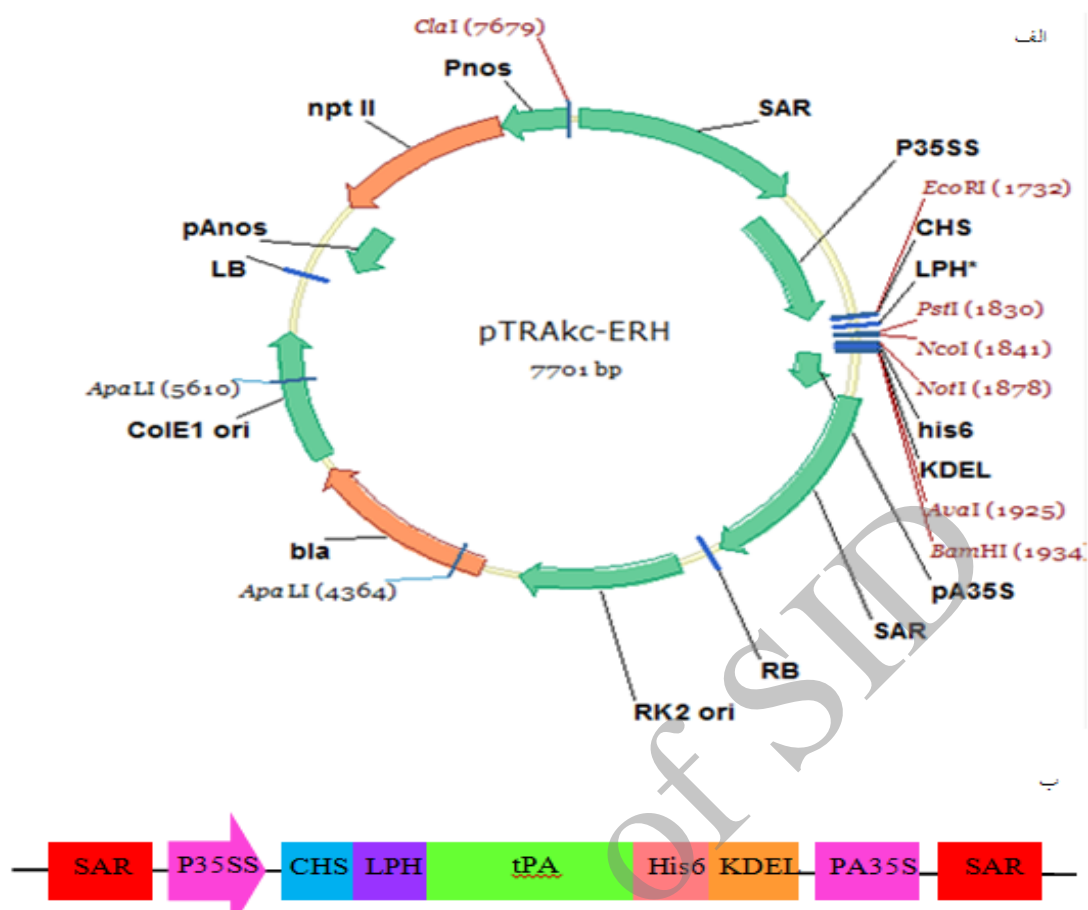 الف
ClaI (7679)
Pnos
npt II
SAR
P35SS
EcoRI (1732)
CHS
LPH*
PstI (1830)
NcoI (1841)
NotI (1878)
his6
KDEL
AvaI (1925)
BamHI (1934)
pA35S
SAR
RB
RK2 ori
ApaLI (4364)
bla
ColE1 ori
ApaLI (5610)
LB
pAnos
pTRAkc-ERH
7701 bp
of SID
ب
SAR P35SS CHS LPH tPA His6 KDEL PA35S SAR